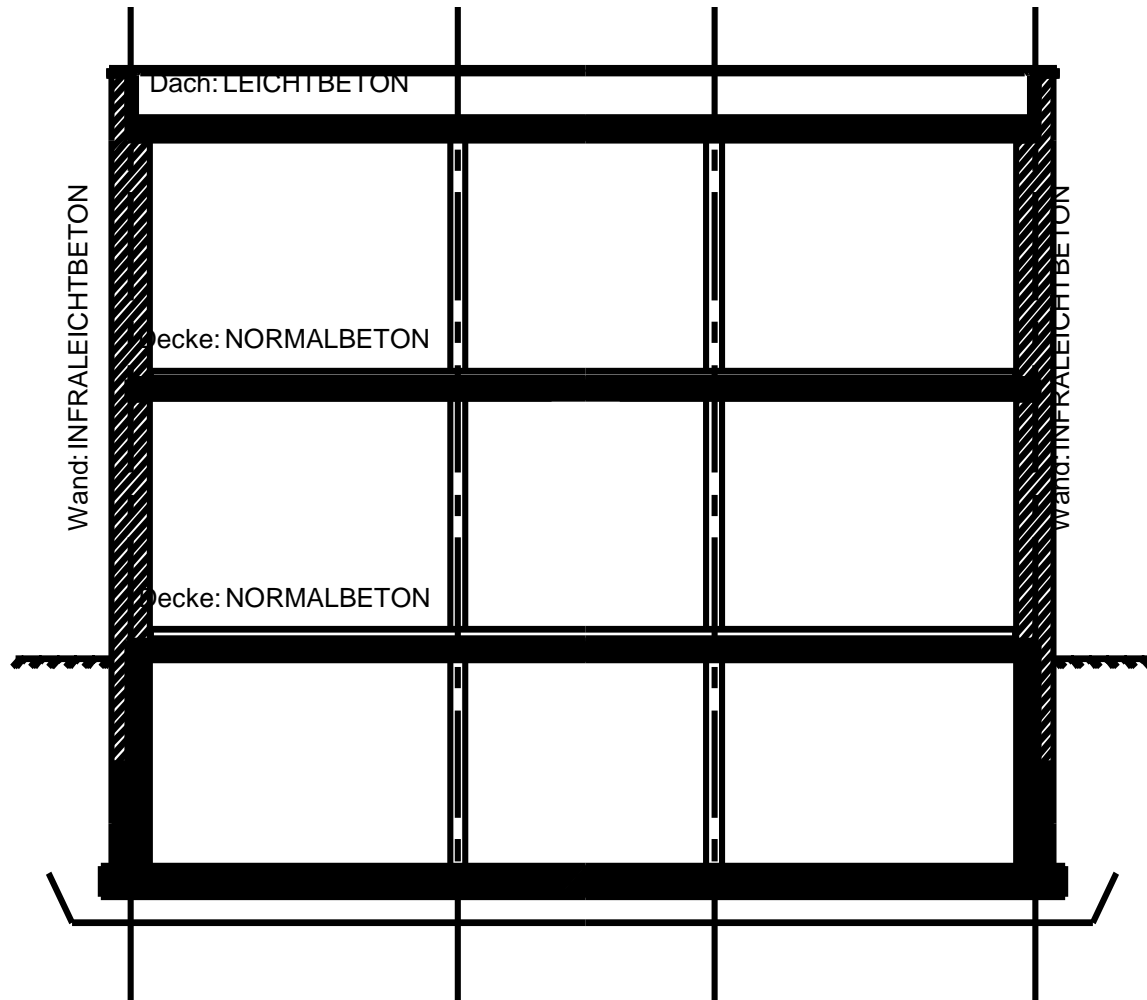 Dach: LEICHTBETON
Wand: INFRALEICHTBETON
Wand: INFRALEICHTBETON
Decke: NORMALBETON
Decke: NORMALBETON